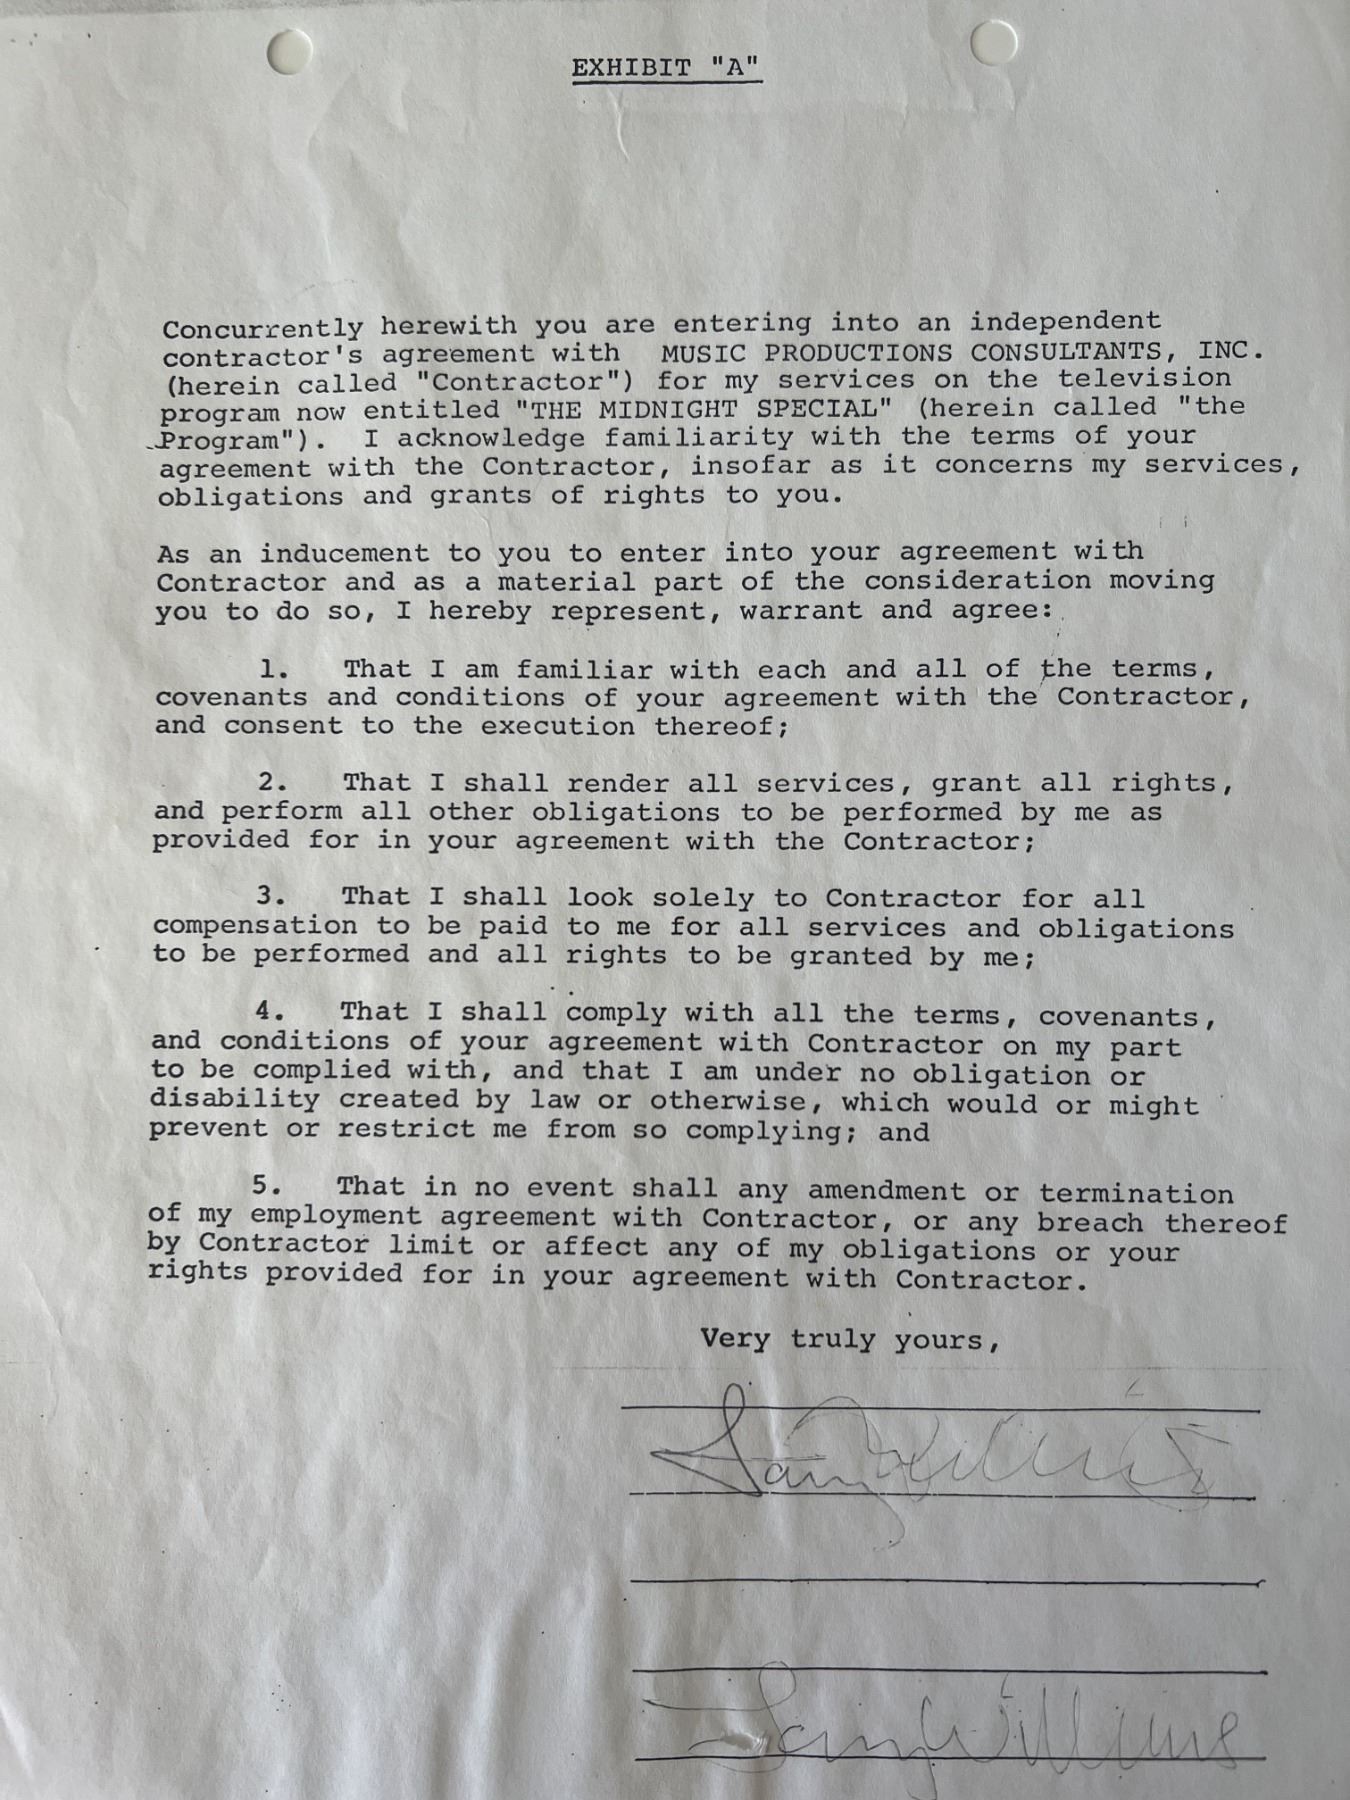 EXHIBIT "A"
Concurrently herewith you are entering into an independent
contractor's agreement with MUSIC PRODUCTIONS CONSULTANTS, INC.
(herein called "Contractor") for my services on the television
program now entitled "THE MIDNIGHT SPECIAL" (herein called "the
Program"). I acknowledge familiarity with the terms of your
agreement with the Contractor, insofar as it concerns my services,
obligations and grants of rights to you.
As an inducement to you to enter into your agreement with
Contractor and as a material part of the consideration moving
you to do so, I hereby represent, warrant and agree:
1. That I am familiar with each and all of the terms,
covenants and conditions of your agreement with the Contractor,
and consent to the execution thereof;
2. That I shall render all services, grant all rights,
and perform all other obligations to be performed by me as
provided for in your agreement with the Contractor;
3. That I shall look solely to Contractor for all
compensation to be paid to me for all services and obligations
to be performed and all rights to be granted by me;
4. That I shall comply with all the terms, covenants,
and conditions of your agreement with Contractor on my part
to be complied with, and that I am under no obligation or
disability created by law or otherwise, which would or might
prevent or restrict me from so complying; and
5. That in no event shall any amendment or termination
of my employment agreement with Contractor, or any breach thereof
by Contractor limit or affect any of my obligations or your
rights provided for in your agreement with Contractor.
Very truly yours,
Williams